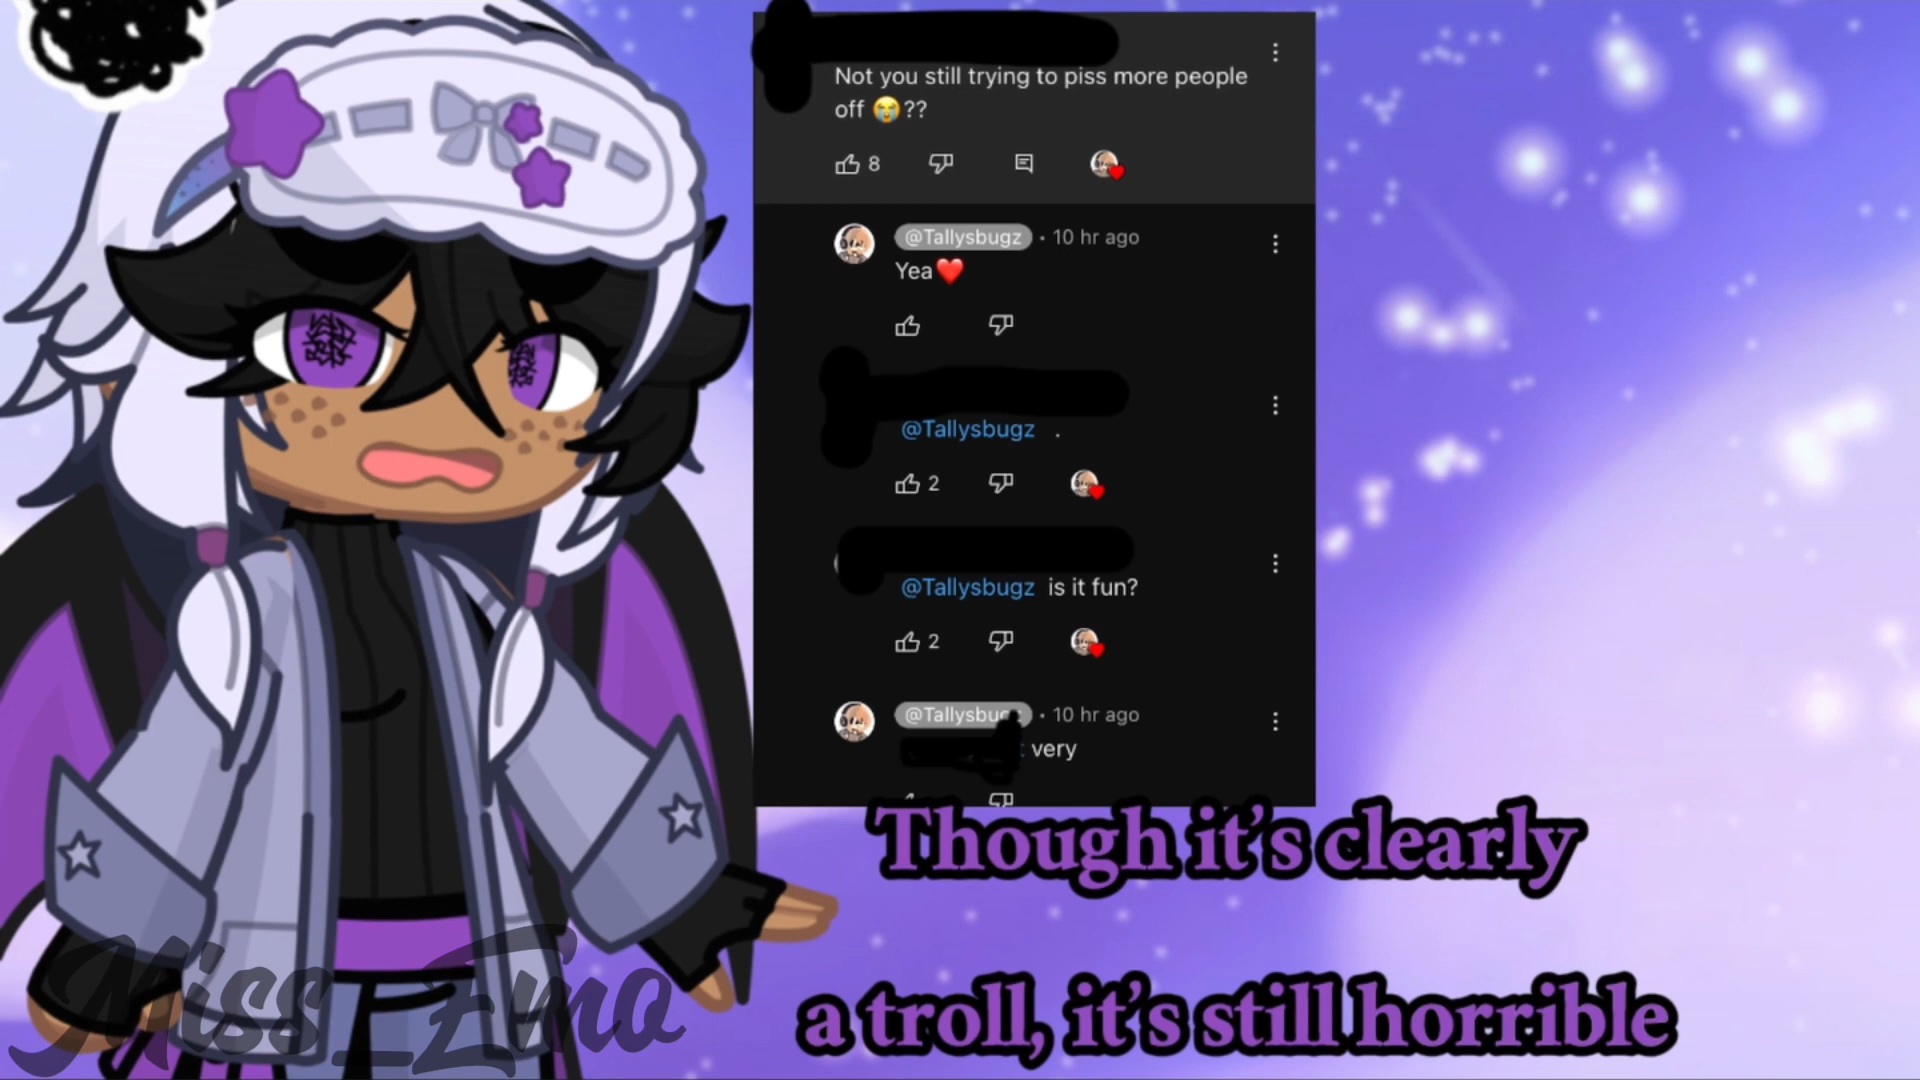 Not you still trying to piss more people
off 😭??
8
@Tallysbugz · 10 hr ago
Yea❤️
@Tallysbugz .
2
@Tallysbugz is it fun?
2
@Tallysbugz · 10 hr ago
very
Though it's clearly
a troll, it's still horrible
Miss_Emo